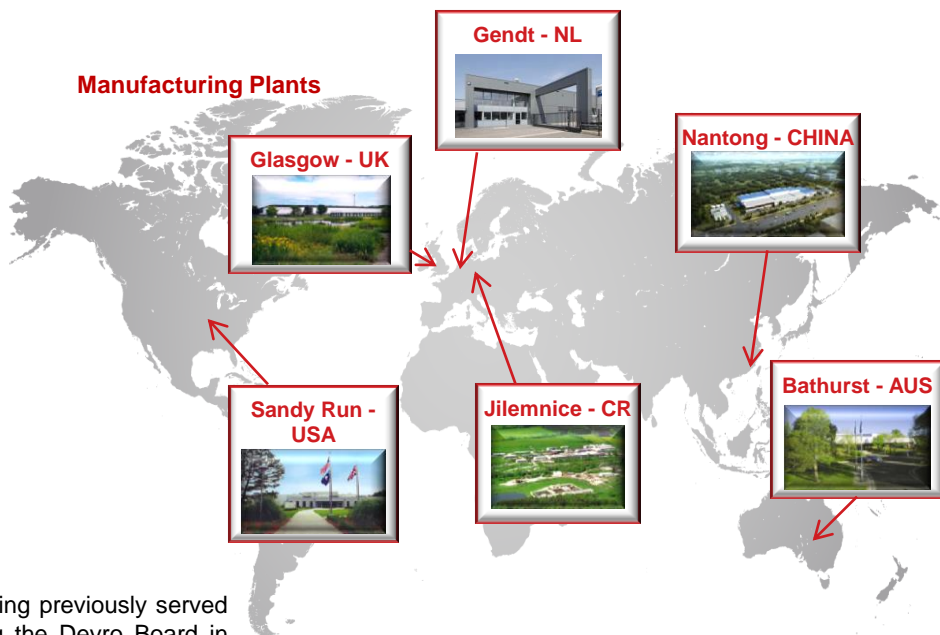 Gendt - NL
Manufacturing Plants
Glasgow - UK
Nantong - CHINA
Sandy Run -
USA
Jilemnice - CR
Bathurst - AUS
ing previously served
the Devro Board in